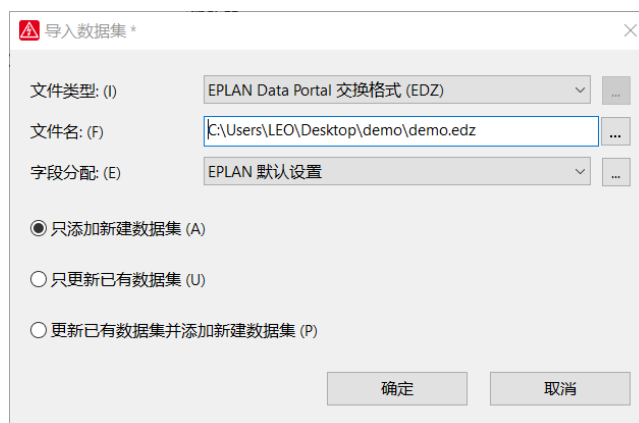 导入数据集 *
文件类型: (I) EPLAN Data Portal 交换格式 (EDZ) ...
文件名: (F) C:\Users\LEO\Desktop\demo\demo.edz ...
字段分配: (E) EPLAN 默认设置 ...
只添加新建数据集 (A)
只更新已有数据集 (U)
更新已有数据集并添加新建数据集 (P)
确定 取消